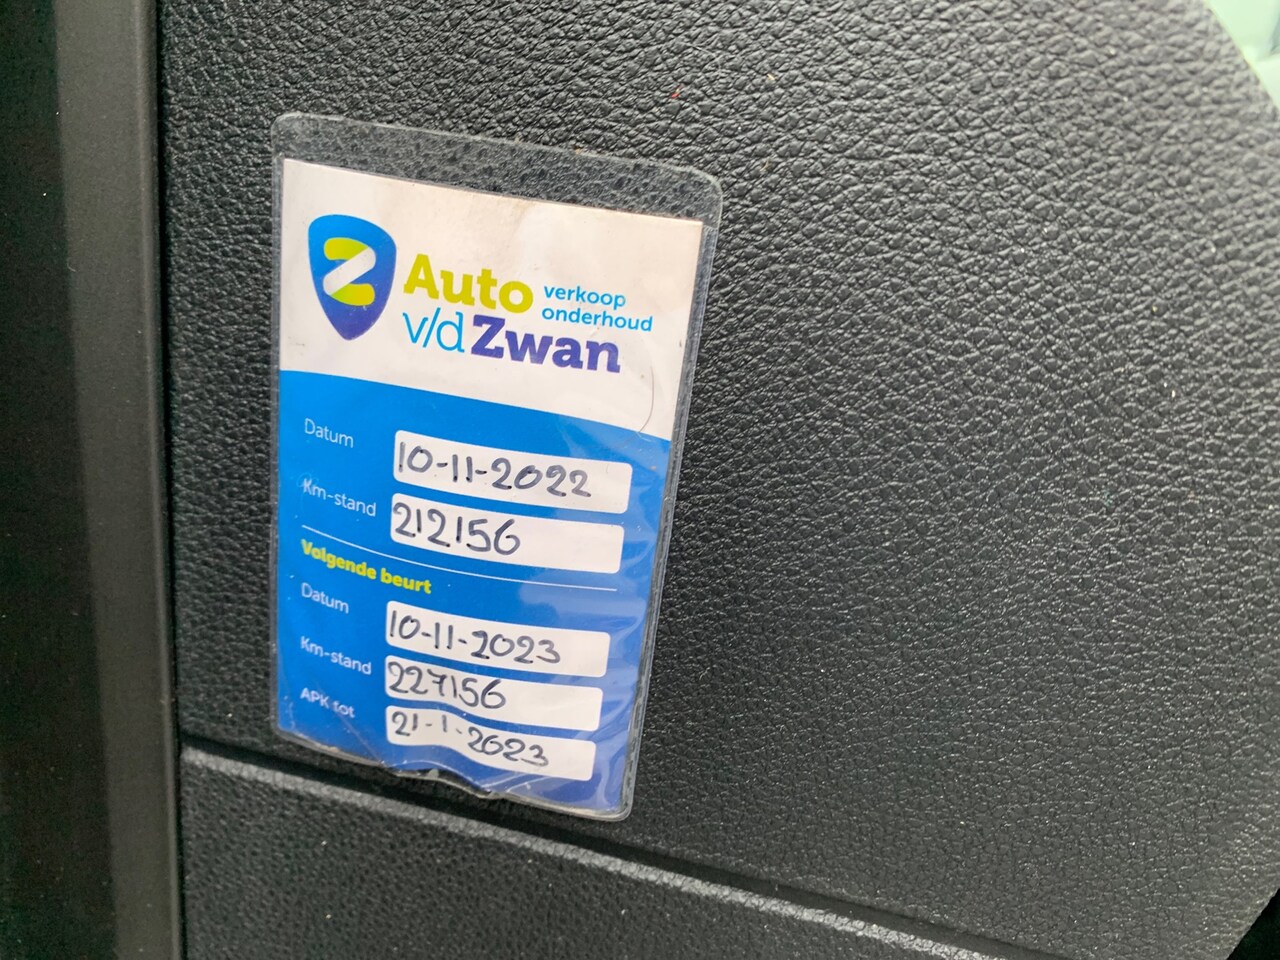 Z Auto verkoop
onderhoud
v/d Zwan
Datum 10-11-2022
Km-stand 212156
Volgende beurt
Datum 10-11-2023
Km-stand 227156
APK tot 21-1-2023